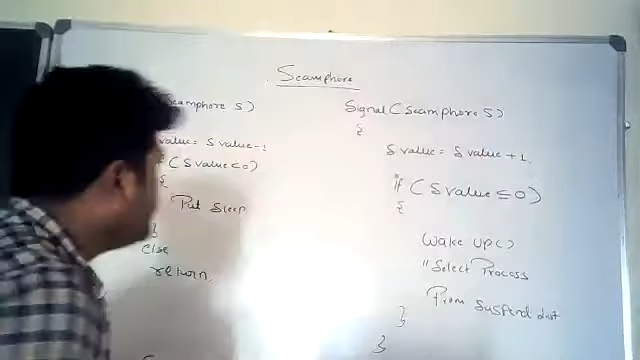 Seamphore
Seamphore S)
value = S value - 1
( S value < 0)
{
Put Sleep
}
else
return.
Signal ( Seamphore S)
{
S value = S value + 1.
if ( S value ≤ 0)
{
Wake up ( )
"Select Process
From Suspend list
}
}